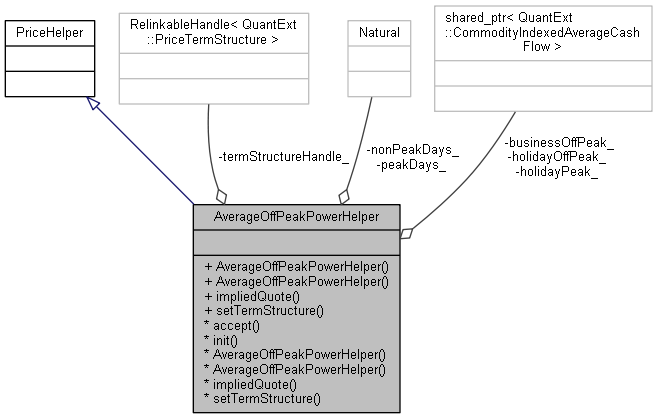 PriceHelper
RelinkableHandle< QuantExt
::PriceTermStructure >
Natural
shared_ptr< QuantExt
::CommodityIndexedAverageCash
Flow >
-termStructureHandle_
-nonPeakDays_
-peakDays_
-businessOffPeak_
-holidayOffPeak_
-holidayPeak_
AverageOffPeakPowerHelper
+ AverageOffPeakPowerHelper()
+ AverageOffPeakPowerHelper()
+ impliedQuote()
+ setTermStructure()
* accept()
* init()
* AverageOffPeakPowerHelper()
* AverageOffPeakPowerHelper()
* impliedQuote()
* setTermStructure()